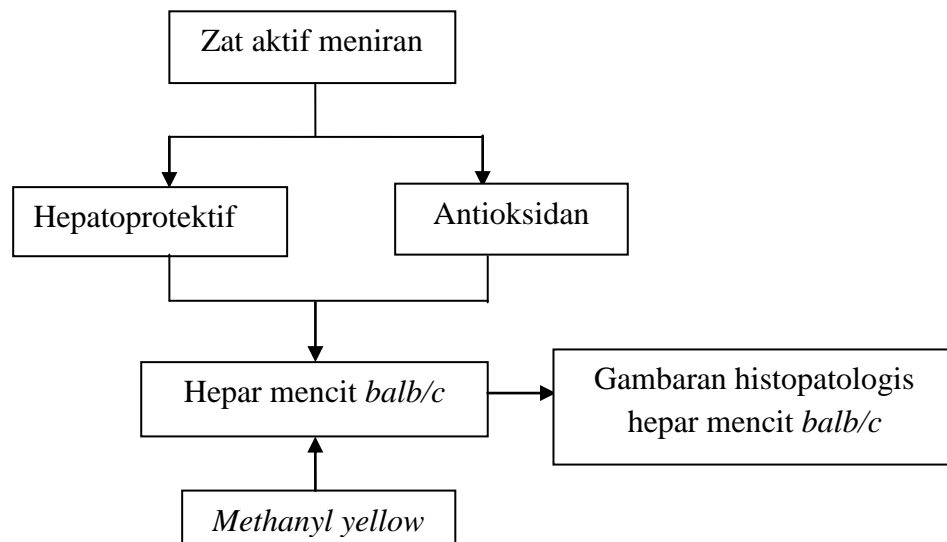 Zat aktif meniran
Hepatoprotektif
Antioksidan
Hepar mencit balb/c
Gambaran histopatologis
hepar mencit balb/c
Methanyl yellow